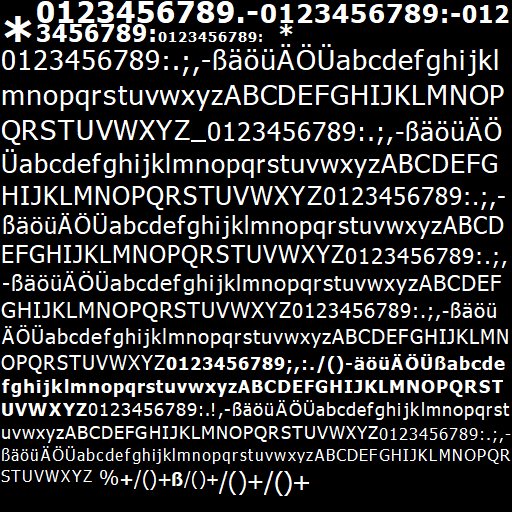 *0123456789.-0123456789:-012
3456789:0123456789: *
0123456789:.;,-ßäöüÄÖÜabcdefghijkl
mnopqrstuvwxyzABCDEFGHIJKLMNOP
QRSTUVWXYZ_0123456789:.;,-ßäöüÄÖ
ÜabcdefghijklmnopqrstuvwxyzABCDEFG
HIJKLMNOPQRSTUVWXYZ0123456789:.;,-
ßäöüÄÖÜabcdefghijklmnopqrstuvwxyzABCD
EFGHIJKLMNOPQRSTUVWXYZ0123456789:.;,
-ßäöüÄÖÜabcdefghijklmnopqrstuvwxyzABCDEF
GHIJKLMNOPQRSTUVWXYZ0123456789:.;,-ßäöü
ÄÖÜabcdefghijklmnopqrstuvwxyzABCDEFGHIJKLMN
OPQRSTUVWXYZ0123456789;,:./()-äöüÄÖÜßabcde
fghijklmnopqrstuvwxyzABCDEFGHIJKLMNOPQRST
UVWXYZ0123456789:.!,-ßäöüÄÖÜabcdefghijklmnopqrst
uvwxyzABCDEFGHIJKLMNOPQRSTUVWXYZ0123456789:.;,-
ßäöüÄÖÜabcdefghijklmnopqrstuvwxyzABCDEFGHIJKLMNOPQR
STUVWXYZ %+/()+ß/()+/()+/()+